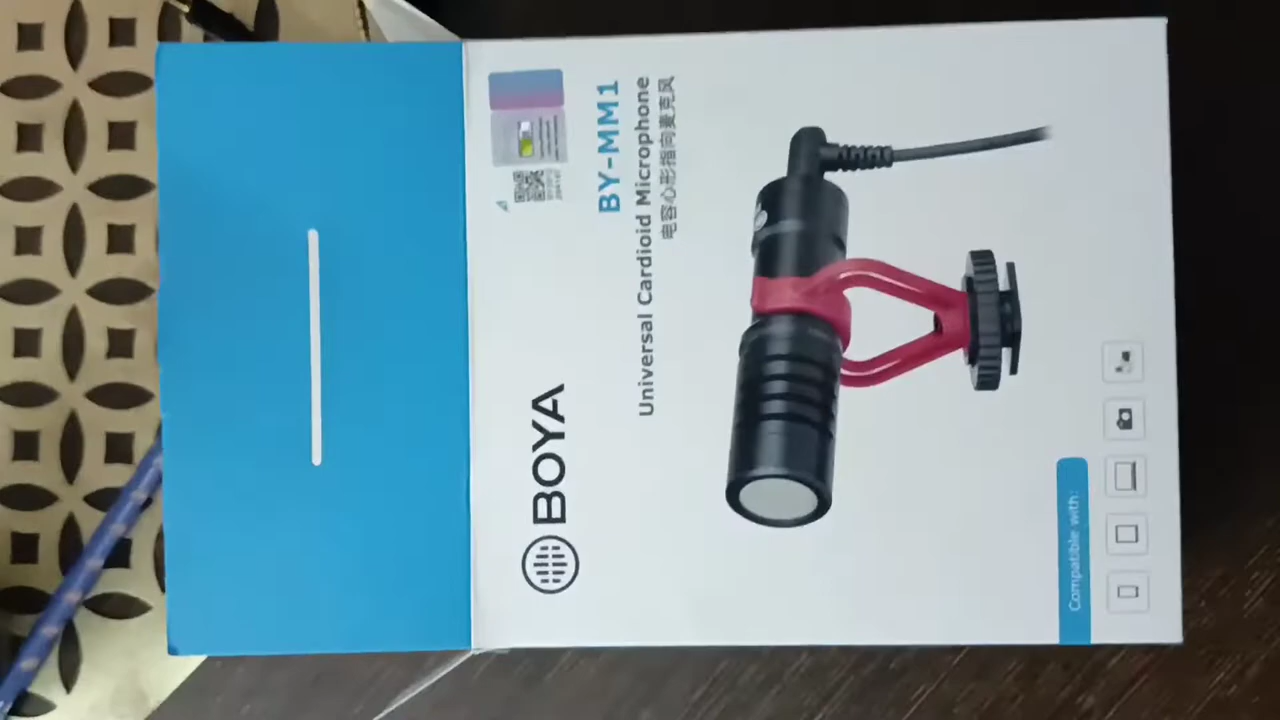 BOYA
BY-MM1
Universal Cardioid Microphone
电容心形指向麦克风
Compatible with: